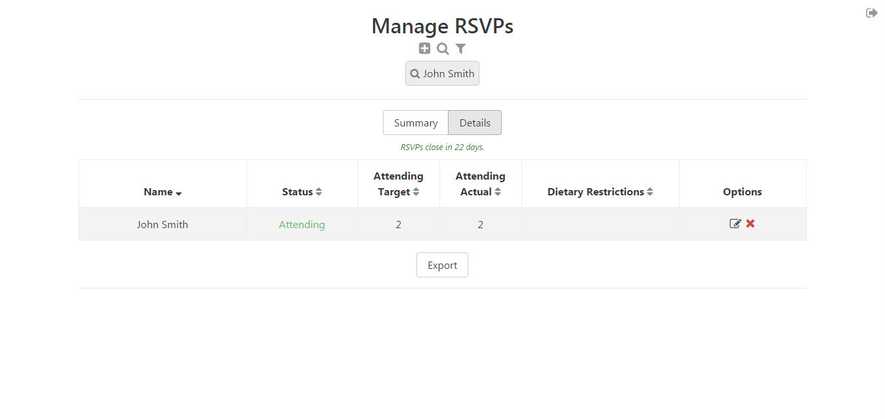 Manage RSVPs
John Smith
Summary Details
RSVPs close in 22 days.
Name Status Attending Target Attending Actual Dietary Restrictions Options
John Smith Attending 2 2
Export